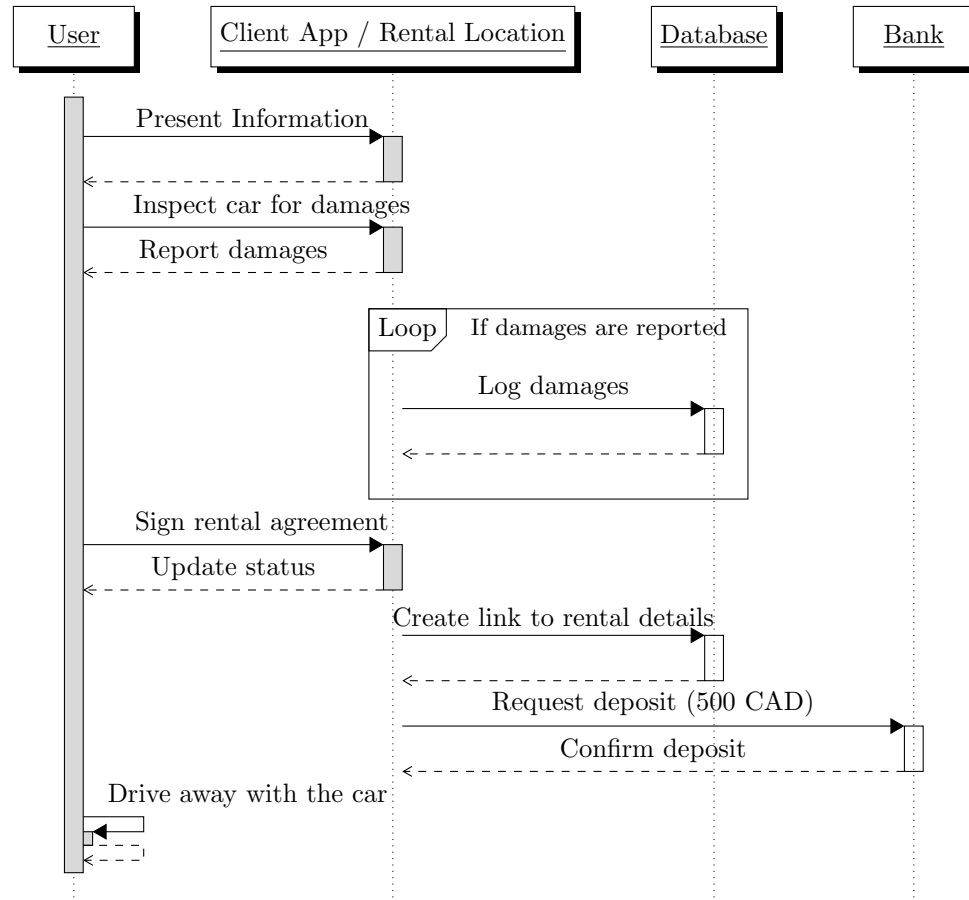 User
Client App / Rental Location
Database
Bank
Present Information
Inspect car for damages
Report damages
Loop
If damages are reported
Log damages
Sign rental agreement
Update status
Create link to rental details
Request deposit (500 CAD)
Confirm deposit
Drive away with the car